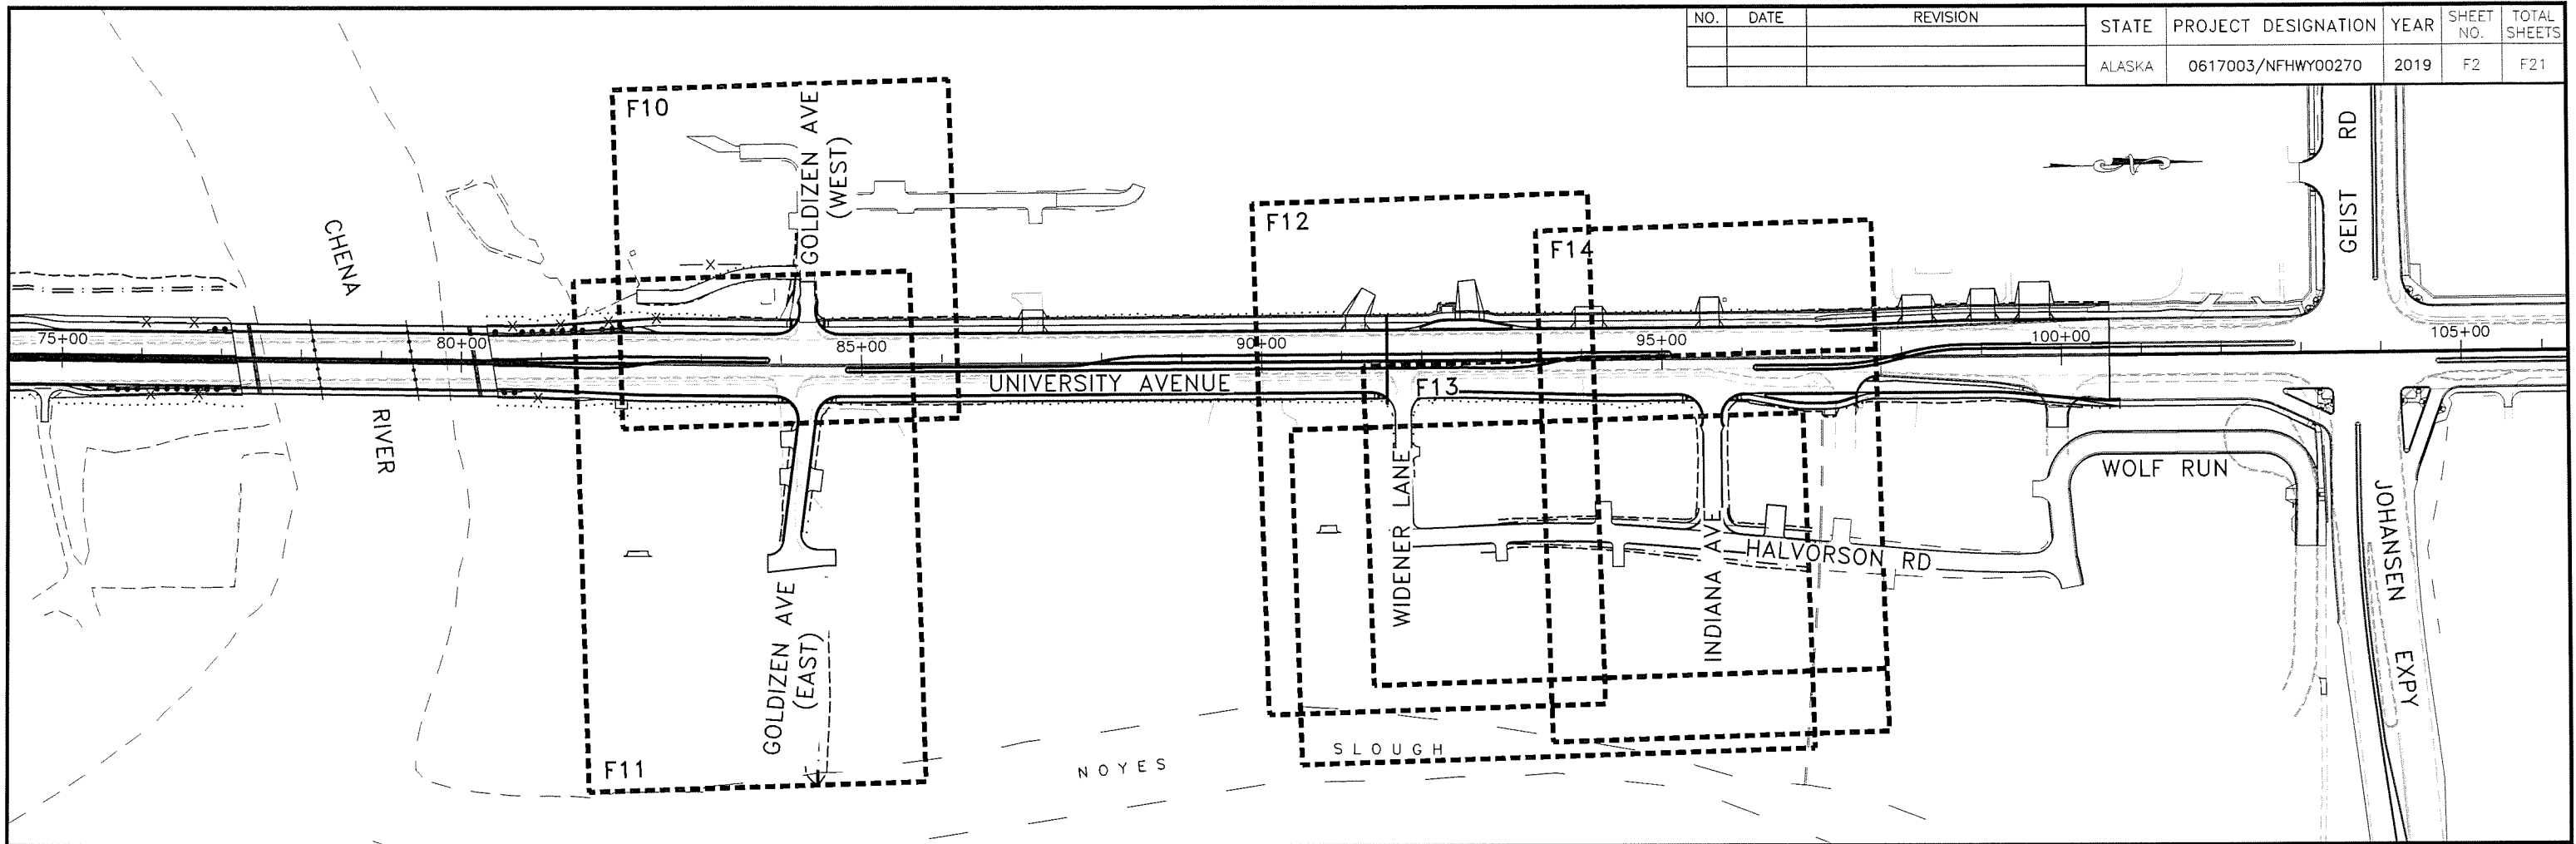 NO. DATE REVISION
STATE PROJECT DESIGNATION YEAR SHEET NO. TOTAL SHEETS
ALASKA 0617003/NFHWY00270 2019 F2 F21
F10
GOLDIZEN AVE
(WEST)
CHENA
RIVER
F12
F14
GEIST RD
75+00
80+00
85+00
90+00
95+00
100+00
105+00
UNIVERSITY AVENUE
F13
WIDENER LANE
INDIANA AVE
HALVORSON RD
WOLF RUN
JOHANSEN EXPY
GOLDIZEN AVE
(EAST)
F11
NOYES
SLOUGH